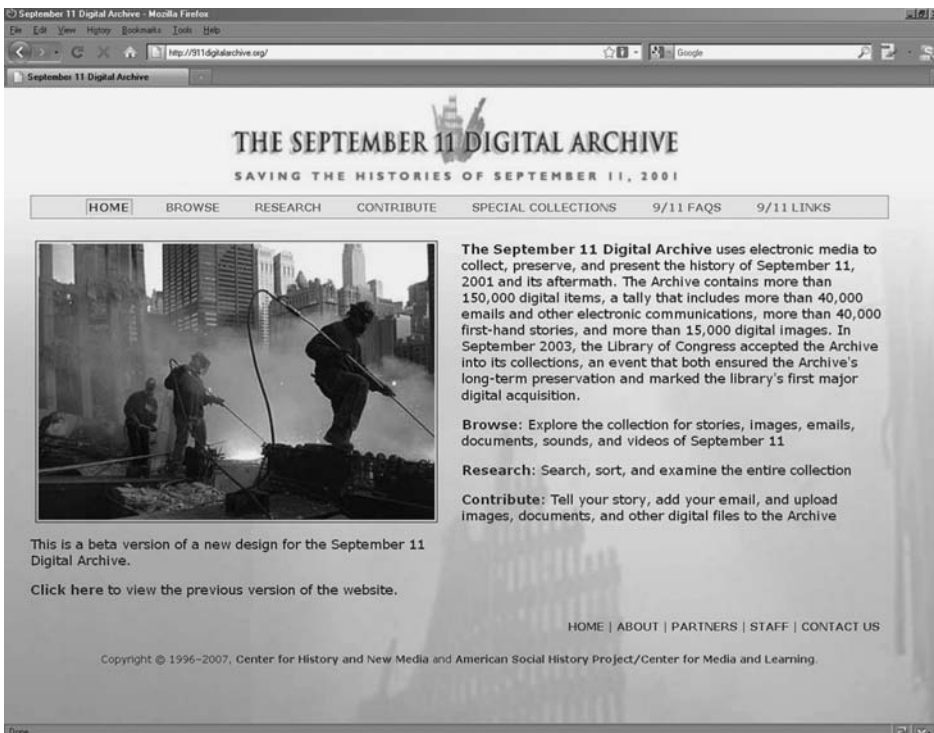 September 11 Digital Archive - Mozilla Firefox
File Edit View History Bookmarks Tools Help
http://911digitalarchive.org/
Google
September 11 Digital Archive
THE SEPTEMBER 11 DIGITAL ARCHIVE
SAVING THE HISTORIES OF SEPTEMBER 11, 2001
HOME BROWSE RESEARCH CONTRIBUTE SPECIAL COLLECTIONS 9/11 FAQS 9/11 LINKS
The September 11 Digital Archive uses electronic media to
collect, preserve, and present the history of September 11,
2001 and its aftermath. The Archive contains more than
150,000 digital items, a tally that includes more than 40,000
emails and other electronic communications, more than 40,000
first-hand stories, and more than 15,000 digital images. In
September 2003, the Library of Congress accepted the Archive
into its collections, an event that both ensured the Archive's
long-term preservation and marked the library's first major
digital acquisition.
Browse: Explore the collection for stories, images, emails,
documents, sounds, and videos of September 11
Research: Search, sort, and examine the entire collection
Contribute: Tell your story, add your email, and upload
images, documents, and other digital files to the Archive
This is a beta version of a new design for the September 11
Digital Archive.
Click here to view the previous version of the website.
HOME | ABOUT | PARTNERS | STAFF | CONTACT US
Copyright © 1996–2007, Center for History and New Media and American Social History Project/Center for Media and Learning.
Done